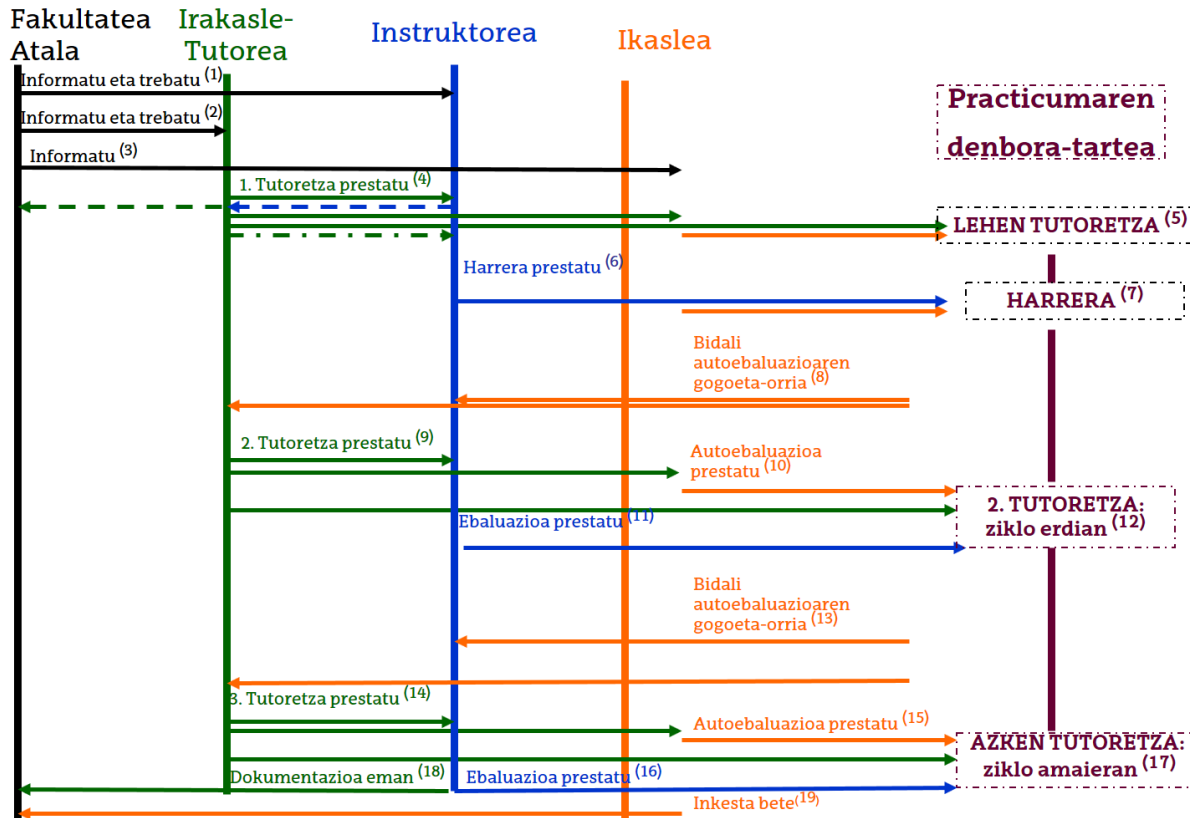 Fakultatea
Atala
Irakasle-
Tutorea
Instruktorea
Ikaslea
Practicumaren
denbora-tartea
Informatu eta trebatu (1)
Informatu eta trebatu (2)
Informatu (3)
1. Tutoretza prestatu (4)
LEHEN TUTORETZA (5)
Harrera prestatu (6)
HARRERA (7)
Bidali
autoebaluazioaren
gogoeta-orria (8)
2. Tutoretza prestatu (9)
Autoebaluazioa
prestatu (10)
Ebaluazioa prestatu (11)
2. TUTORETZA:
ziklo erdian (12)
Bidali
autoebaluazioaren
gogoeta-orria (13)
3. Tutoretza prestatu (14)
Autoebaluazioa prestatu (15)
AZKEN TUTORETZA:
ziklo amaieran (17)
Dokumentazioa eman (18)
Ebaluazioa prestatu (16)
Inkesta bete(19)